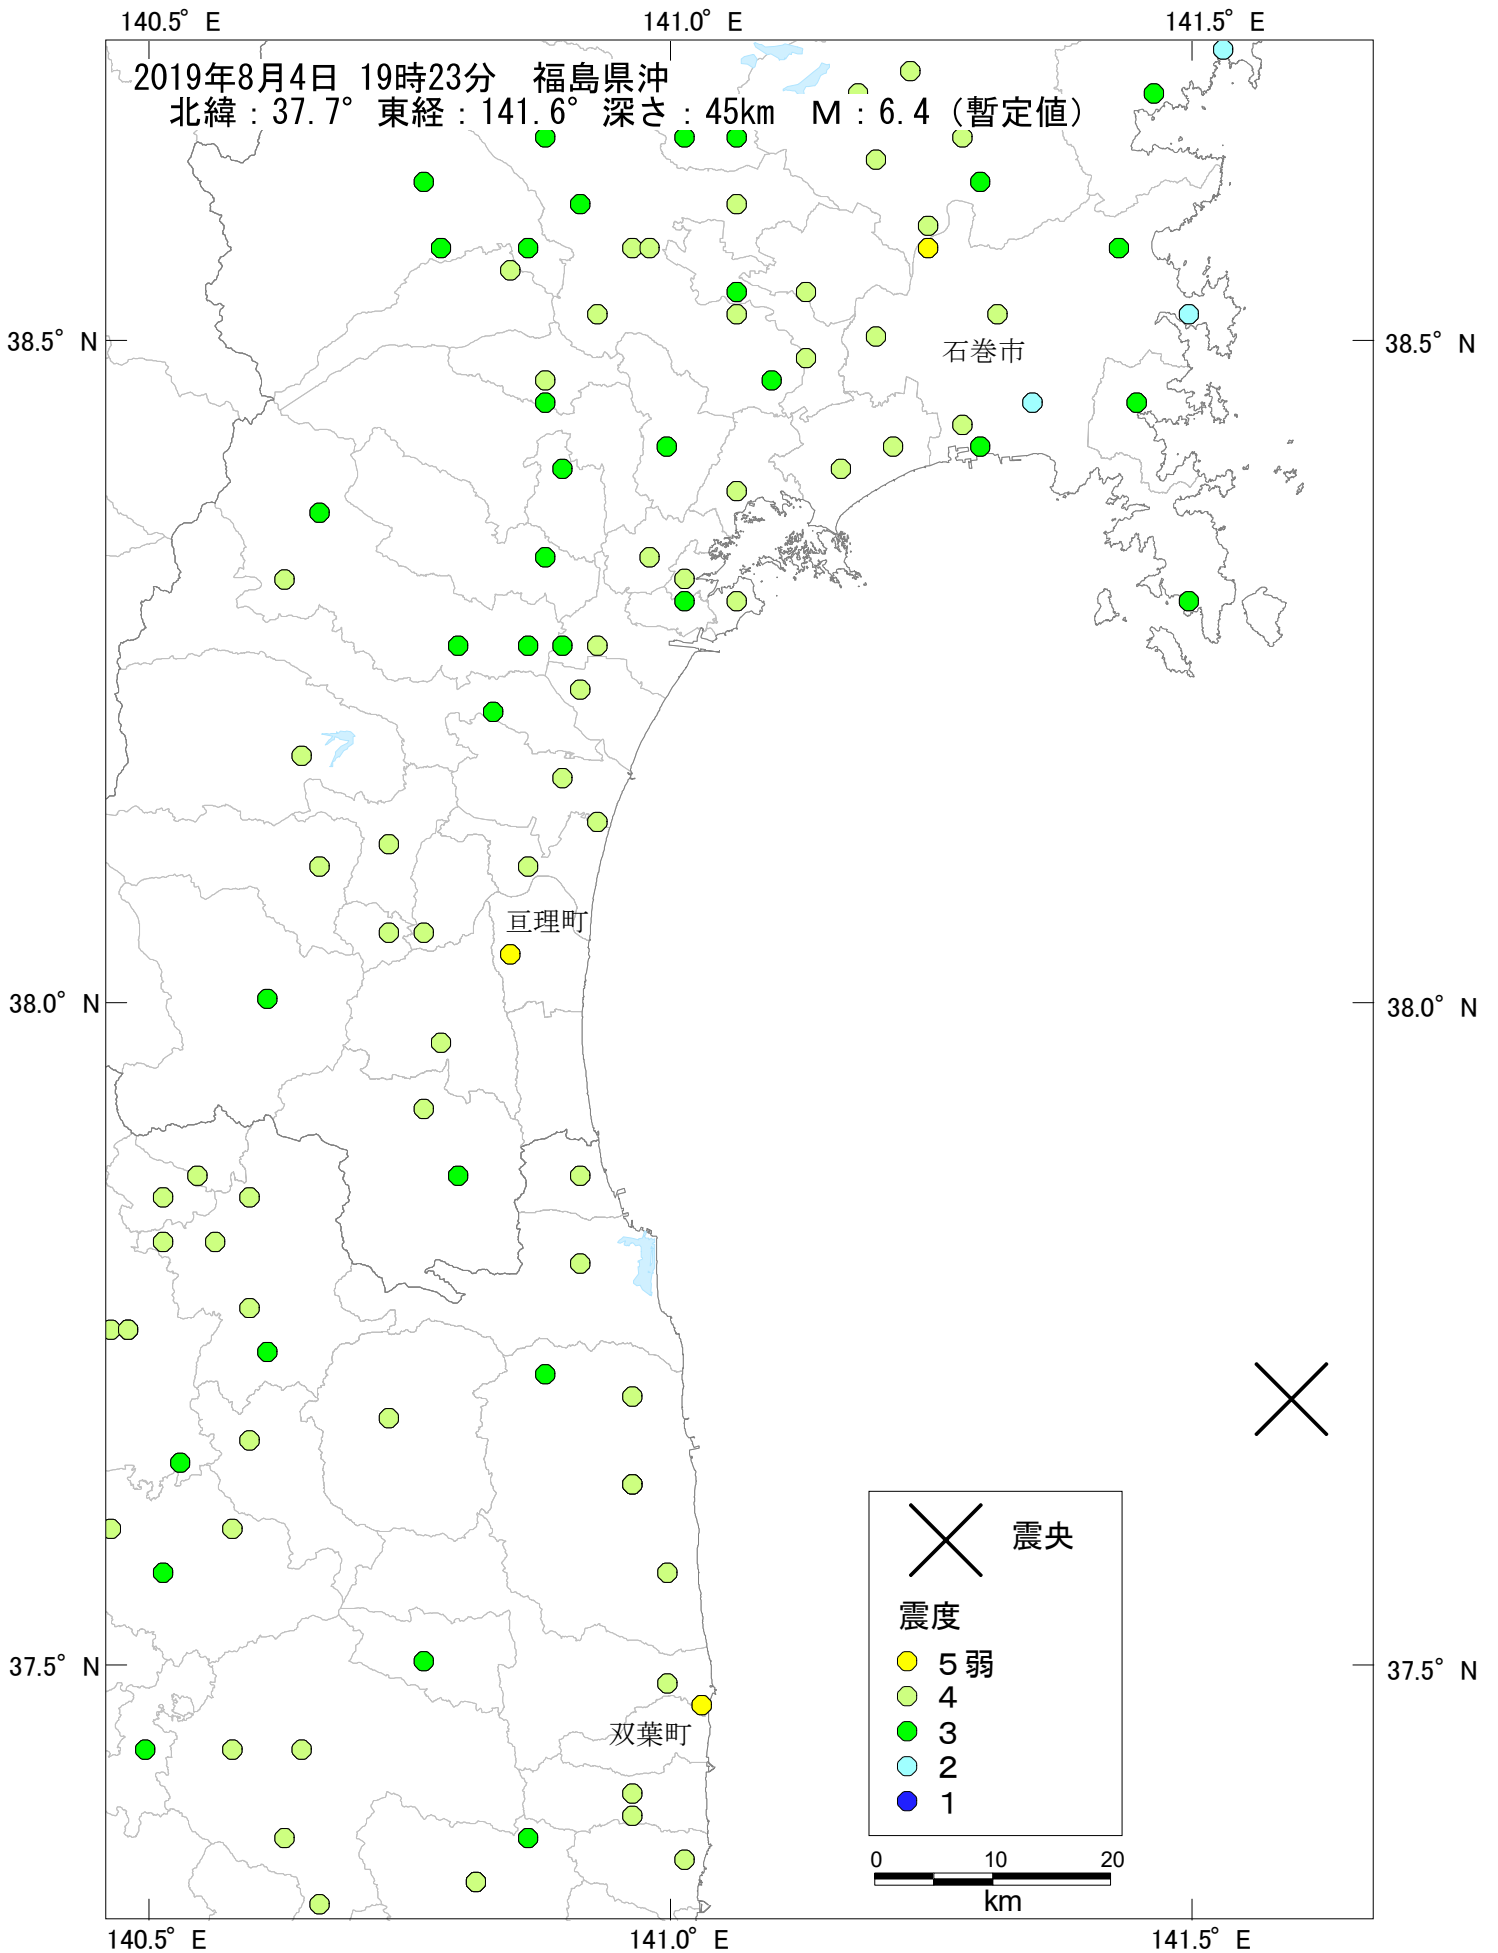 140.5° E
141.0° E
141.5° E
2019年8月4日 19時23分 福島県沖
北緯：37.7° 東経：141.6° 深さ：45km M：6.4（暫定値）
38.5° N
38.5° N
石巻市
亘理町
38.0° N
38.0° N
震央
震度
5弱
4
3
2
1
37.5° N
37.5° N
双葉町
0 10 20
km
140.5° E
141.0° E
141.5° E